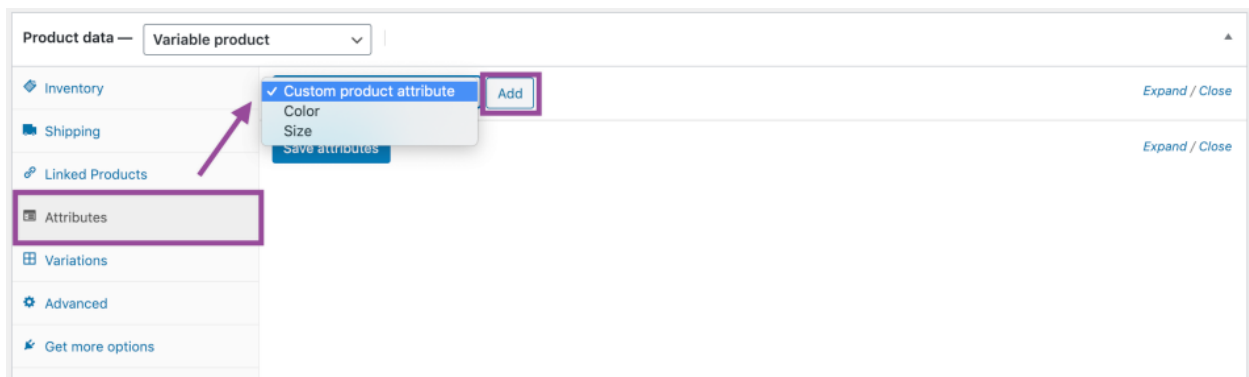 Product data — Variable product
Inventory
✓ Custom product attribute Add Expand / Close
Color
Size
Shipping
Save attributes Expand / Close
Linked Products
Attributes
Variations
Advanced
Get more options